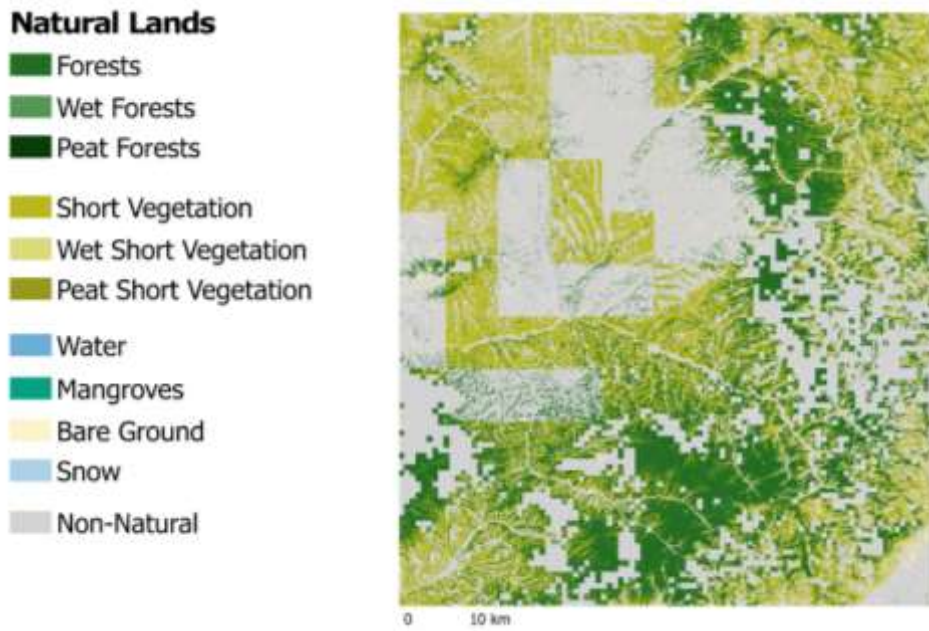 Natural Lands
Forests
Wet Forests
Peat Forests
Short Vegetation
Wet Short Vegetation
Peat Short Vegetation
Water
Mangroves
Bare Ground
Snow
Non-Natural
0 10 km